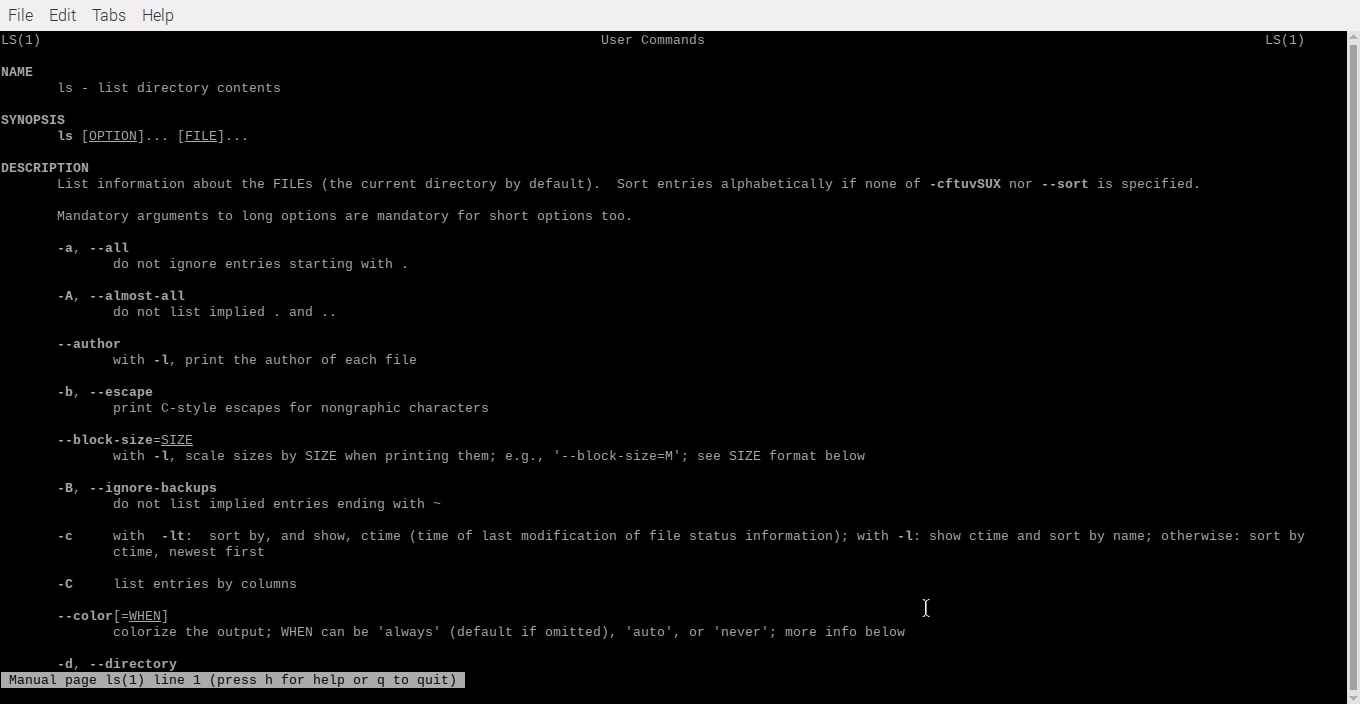 File Edit Tabs Help
LS(1) User Commands LS(1)
NAME
ls - list directory contents
SYNOPSIS
ls [OPTION]... [FILE]...
DESCRIPTION
List information about the FILEs (the current directory by default). Sort entries alphabetically if none of -cftuvSUX nor --sort is specified.
Mandatory arguments to long options are mandatory for short options too.
-a, --all
do not ignore entries starting with .
-A, --almost-all
do not list implied . and ..
--author
with -l, print the author of each file
-b, --escape
print C-style escapes for nongraphic characters
--block-size=SIZE
with -l, scale sizes by SIZE when printing them; e.g., '--block-size=M'; see SIZE format below
-B, --ignore-backups
do not list implied entries ending with ~
-c with -lt: sort by, and show, ctime (time of last modification of file status information); with -l: show ctime and sort by name; otherwise: sort by
ctime, newest first
-C list entries by columns
--color[=WHEN]
colorize the output; WHEN can be 'always' (default if omitted), 'auto', or 'never'; more info below
-d, --directory
Manual page ls(1) line 1 (press h for help or q to quit)